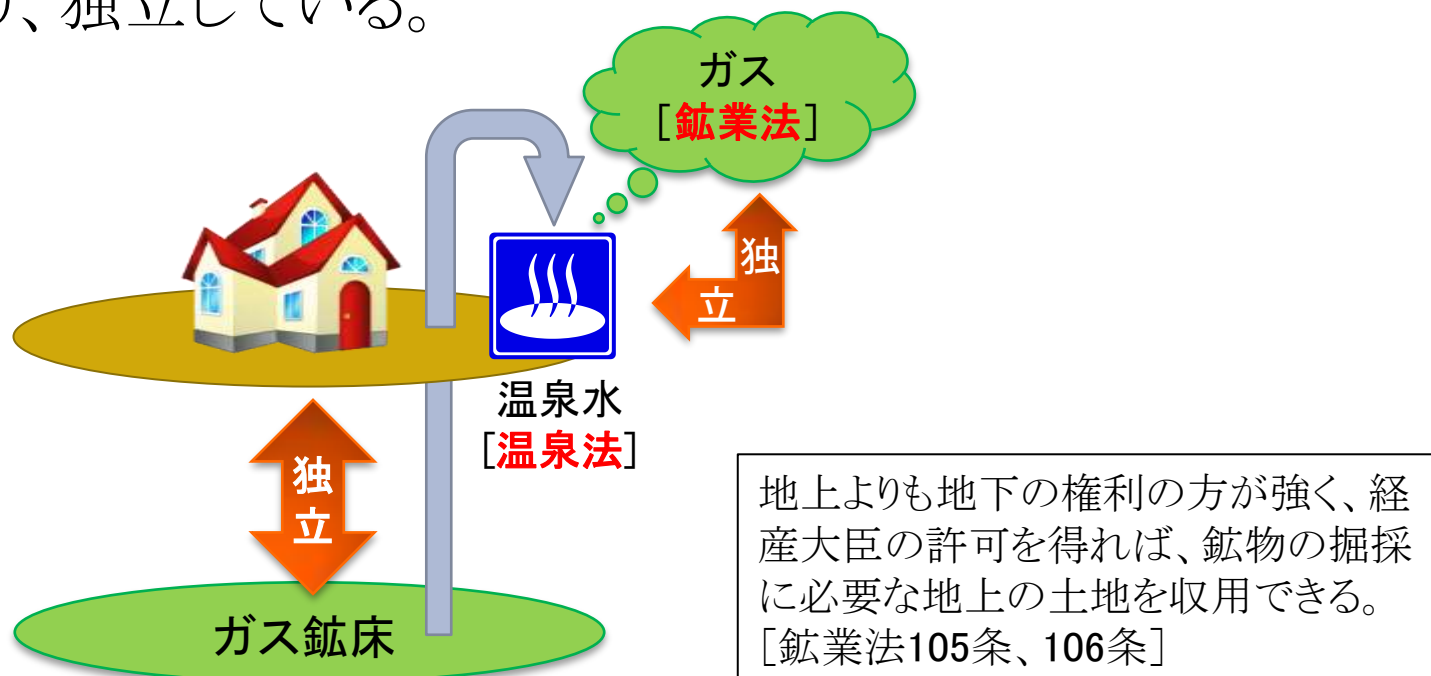 、独立している。
ガス
[鉱業法]
独
立
温泉水
[温泉法]
独
立
ガス鉱床
地上よりも地下の権利の方が強く、経
産大臣の許可を得れば、鉱物の掘採
に必要な地上の土地を収用できる。
[鉱業法105条、106条]